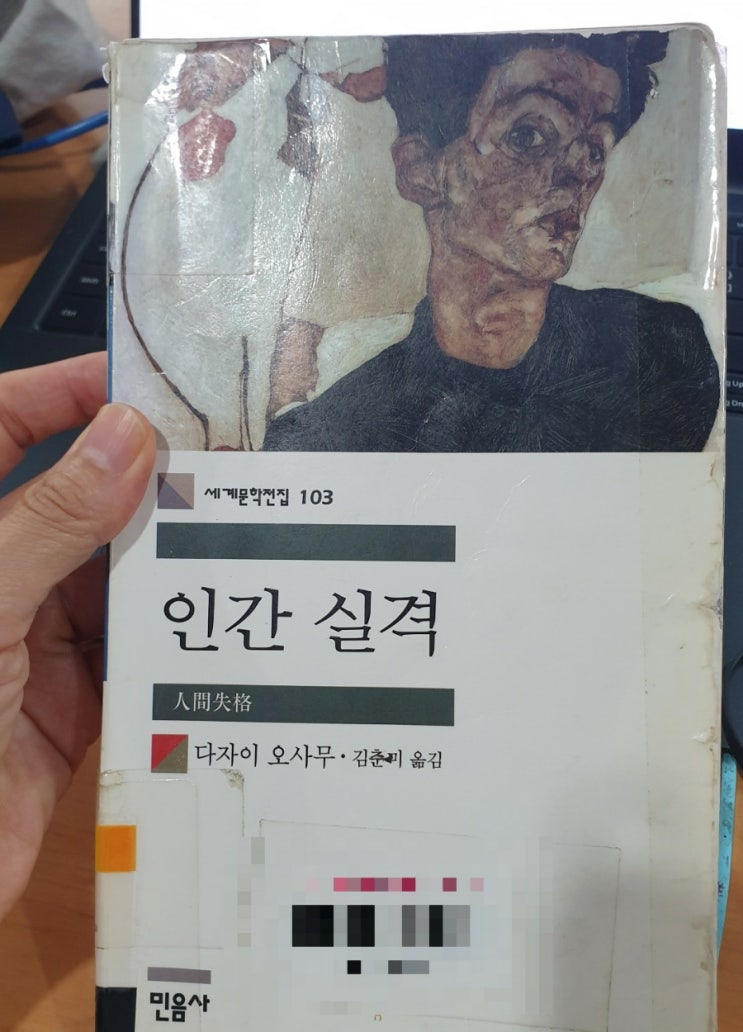 세계문학전집 103
인간 실격
人間失格
다자이 오사무 · 김춘미 옮김
민음사